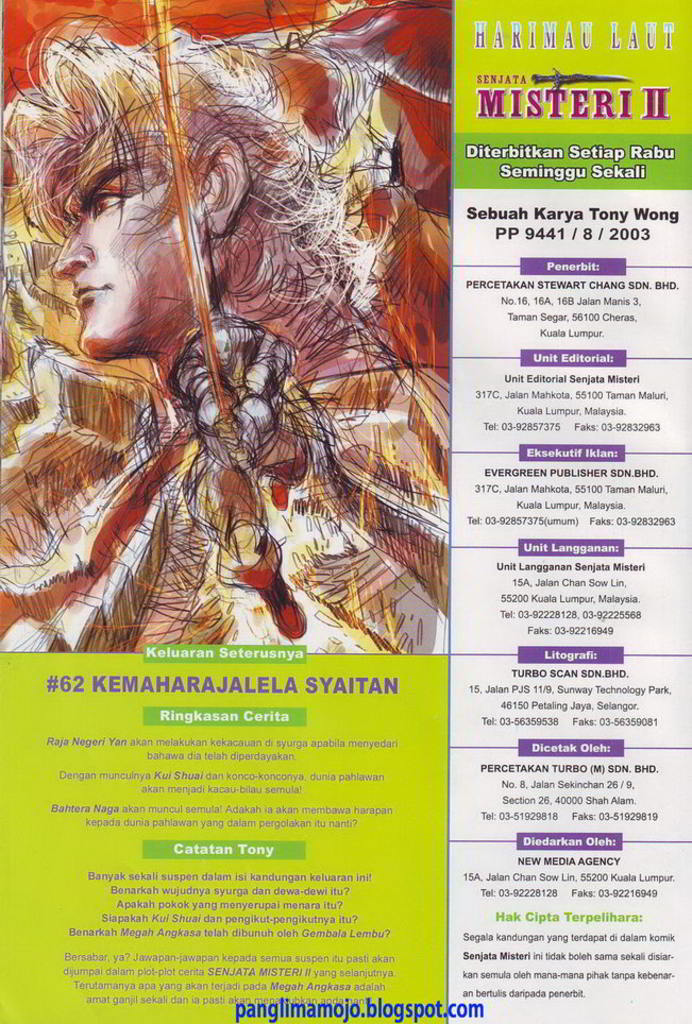 HARIMAU LAUT
SENJATA
MISTERI II
Diterbitkan Setiap Rabu
Seminggu Sekali
Sebuah Karya Tony Wong
PP 9441 / 8 / 2003
Penerbit:
PERCETAKAN STEWART CHANG SDN. BHD.
No.16, 16A, 16B Jalan Manis 3,
Taman Segar, 56100 Cheras,
Kuala Lumpur.
Unit Editorial:
Unit Editorial Senjata Misteri
317C, Jalan Mahkota, 55100 Taman Maluri,
Kuala Lumpur, Malaysia.
Tel: 03-92857375 Faks: 03-92832963
Eksekutif Iklan:
EVERGREEN PUBLISHER SDN.BHD.
317C, Jalan Mahkota, 55100 Taman Maluri,
Kuala Lumpur, Malaysia.
Tel: 03-92857375(umum) Faks: 03-92832963
Unit Langganan:
Unit Langganan Senjata Misteri
15A, Jalan Chan Sow Lin,
55200 Kuala Lumpur, Malaysia.
Tel: 03-92228128, 03-92225568
Faks: 03-92216949
Litografi:
TURBO SCAN SDN.BHD.
15, Jalan PJS 11/9, Sunway Technology Park,
46150 Petaling Jaya, Selangor.
Tel: 03-56359538 Faks: 03-56359081
Dicetak Oleh:
PERCETAKAN TURBO (M) SDN. BHD.
No. 8, Jalan Sekinchan 26 / 9,
Section 26, 40000 Shah Alam.
Tel: 03-51929818 Faks: 03-51929819
Diedarkan Oleh:
NEW MEDIA AGENCY
15A, Jalan Chan Sow Lin, 55200 Kuala Lumpur.
Tel: 03-92228128 Faks: 03-92216949
Hak Cipta Terpelihara:
Segala kandungan yang terdapat di dalam komik
Senjata Misteri ini tidak boleh sama sekali disiar-
kan semula oleh mana-mana pihak tanpa kebenar-
an bertulis daripada penerbit.
Keluaran Seterusnya
#62 KEMAHARAJALELA SYAITAN
Ringkasan Cerita
Raja Negeri Yan akan melakukan kekacauan di syurga apabila menyedari
bahawa dia telah diperdayakan.
Dengan munculnya Kui Shuai dan konco-konconya, dunia pahlawan
akan menjadi kacau-bilau semula!
Bahtera Naga akan muncul semula! Adakah ia akan membawa harapan
kepada dunia pahlawan yang dalam pergolakan itu nanti?
Catatan Tony
Banyak sekali suspen dalam isi kandungan keluaran ini!
Benarkah wujudnya syurga dan dewa-dewi itu?
Apakah pokok yang menyerupai menara itu?
Siapakah Kui Shuai dan pengikut-pengikutnya itu?
Benarkah Megah Angkasa telah dibunuh oleh Gembala Lembu?
Bersabar, ya? Jawapan-jawapan kepada semua suspen itu pasti akan
dijumpai dalam plot-plot cerita SENJATA MISTERI II yang selanjutnya.
Terutamanya apa yang akan terjadi pada Megah Angkasa adalah
amat ganjil sekali dan ia pasti akan
panglimamojo.blogspot.com